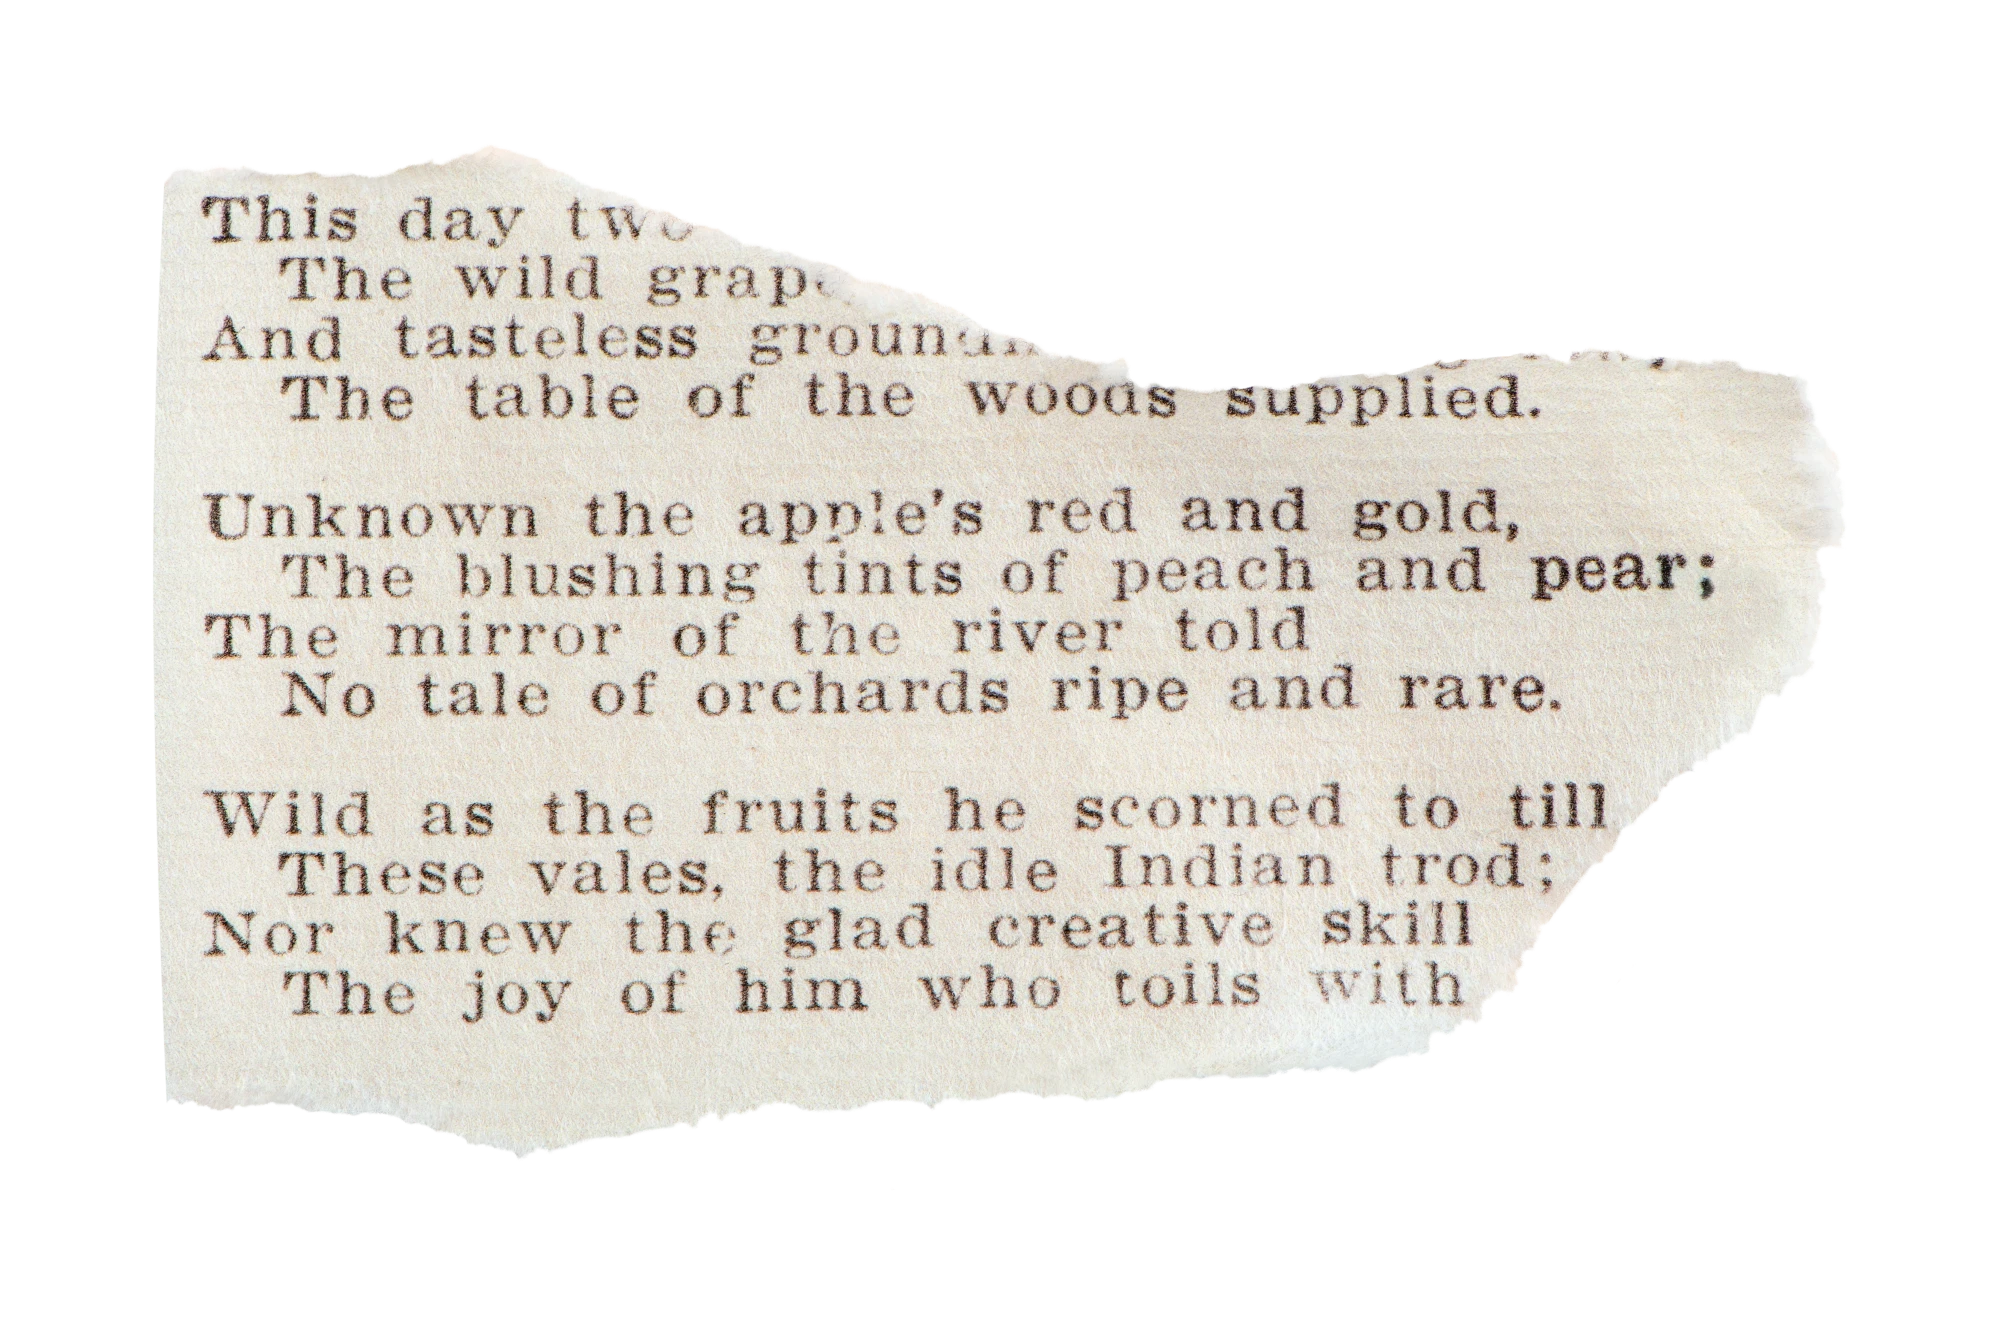 This day two
The wild grape
And tasteless
The table of the woods supplied.
Unknown the apple's red and gold,
The blushing tints of peach and pear;
The mirror of the river told
No tale of orchards ripe and rare.
Wild as the fruits he scorned to till
These vales, the idle Indian trod;
Nor knew the glad creative skill
The joy of him who toils with